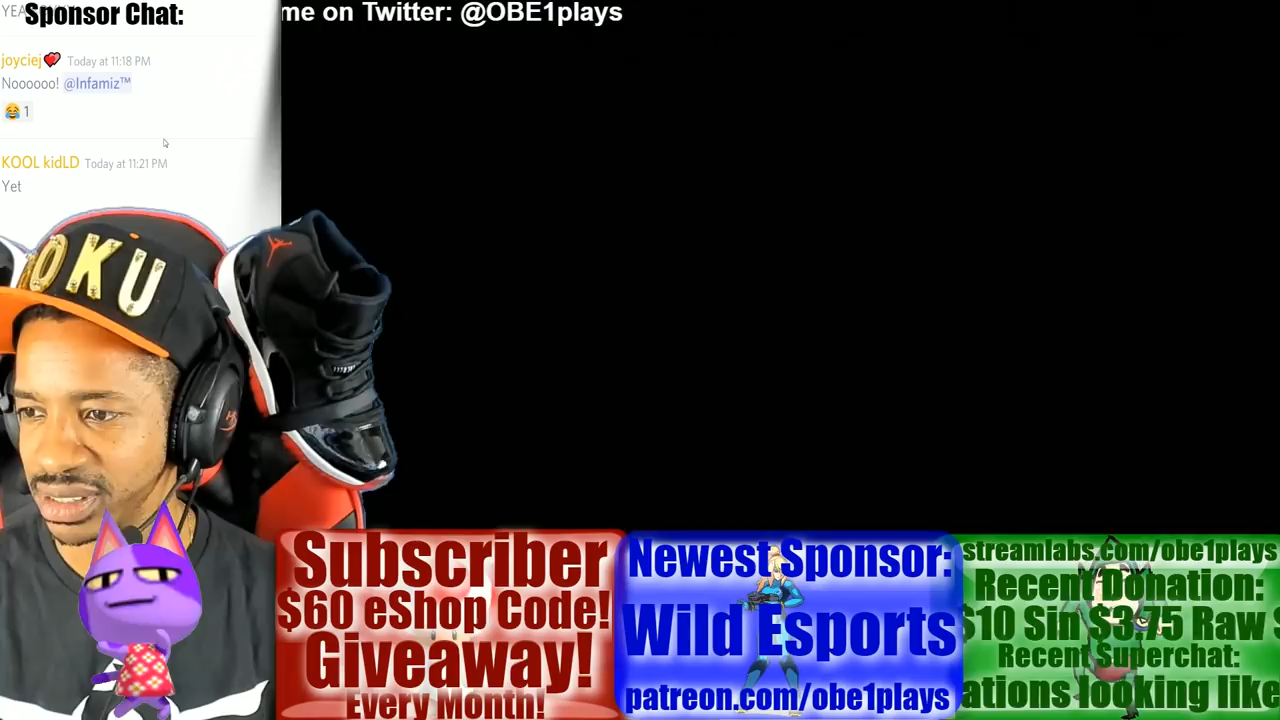 YEA
Sponsor Chat:
me on Twitter: @OBE1plays
joyciej Today at 11:18 PM
Noooooo! @Infamiz™
😂 1
KOOL kidLD Today at 11:21 PM
Yet
OKU
Subscriber
$60 eShop Code!
Giveaway!
Every Month!
Newest Sponsor:
Wild Esports
patreon.com/obe1plays
streamlabs.com/obe1plays
Recent Donation:
$10 Sin $3.75 Raw
Recent Superchat:
ations looking like